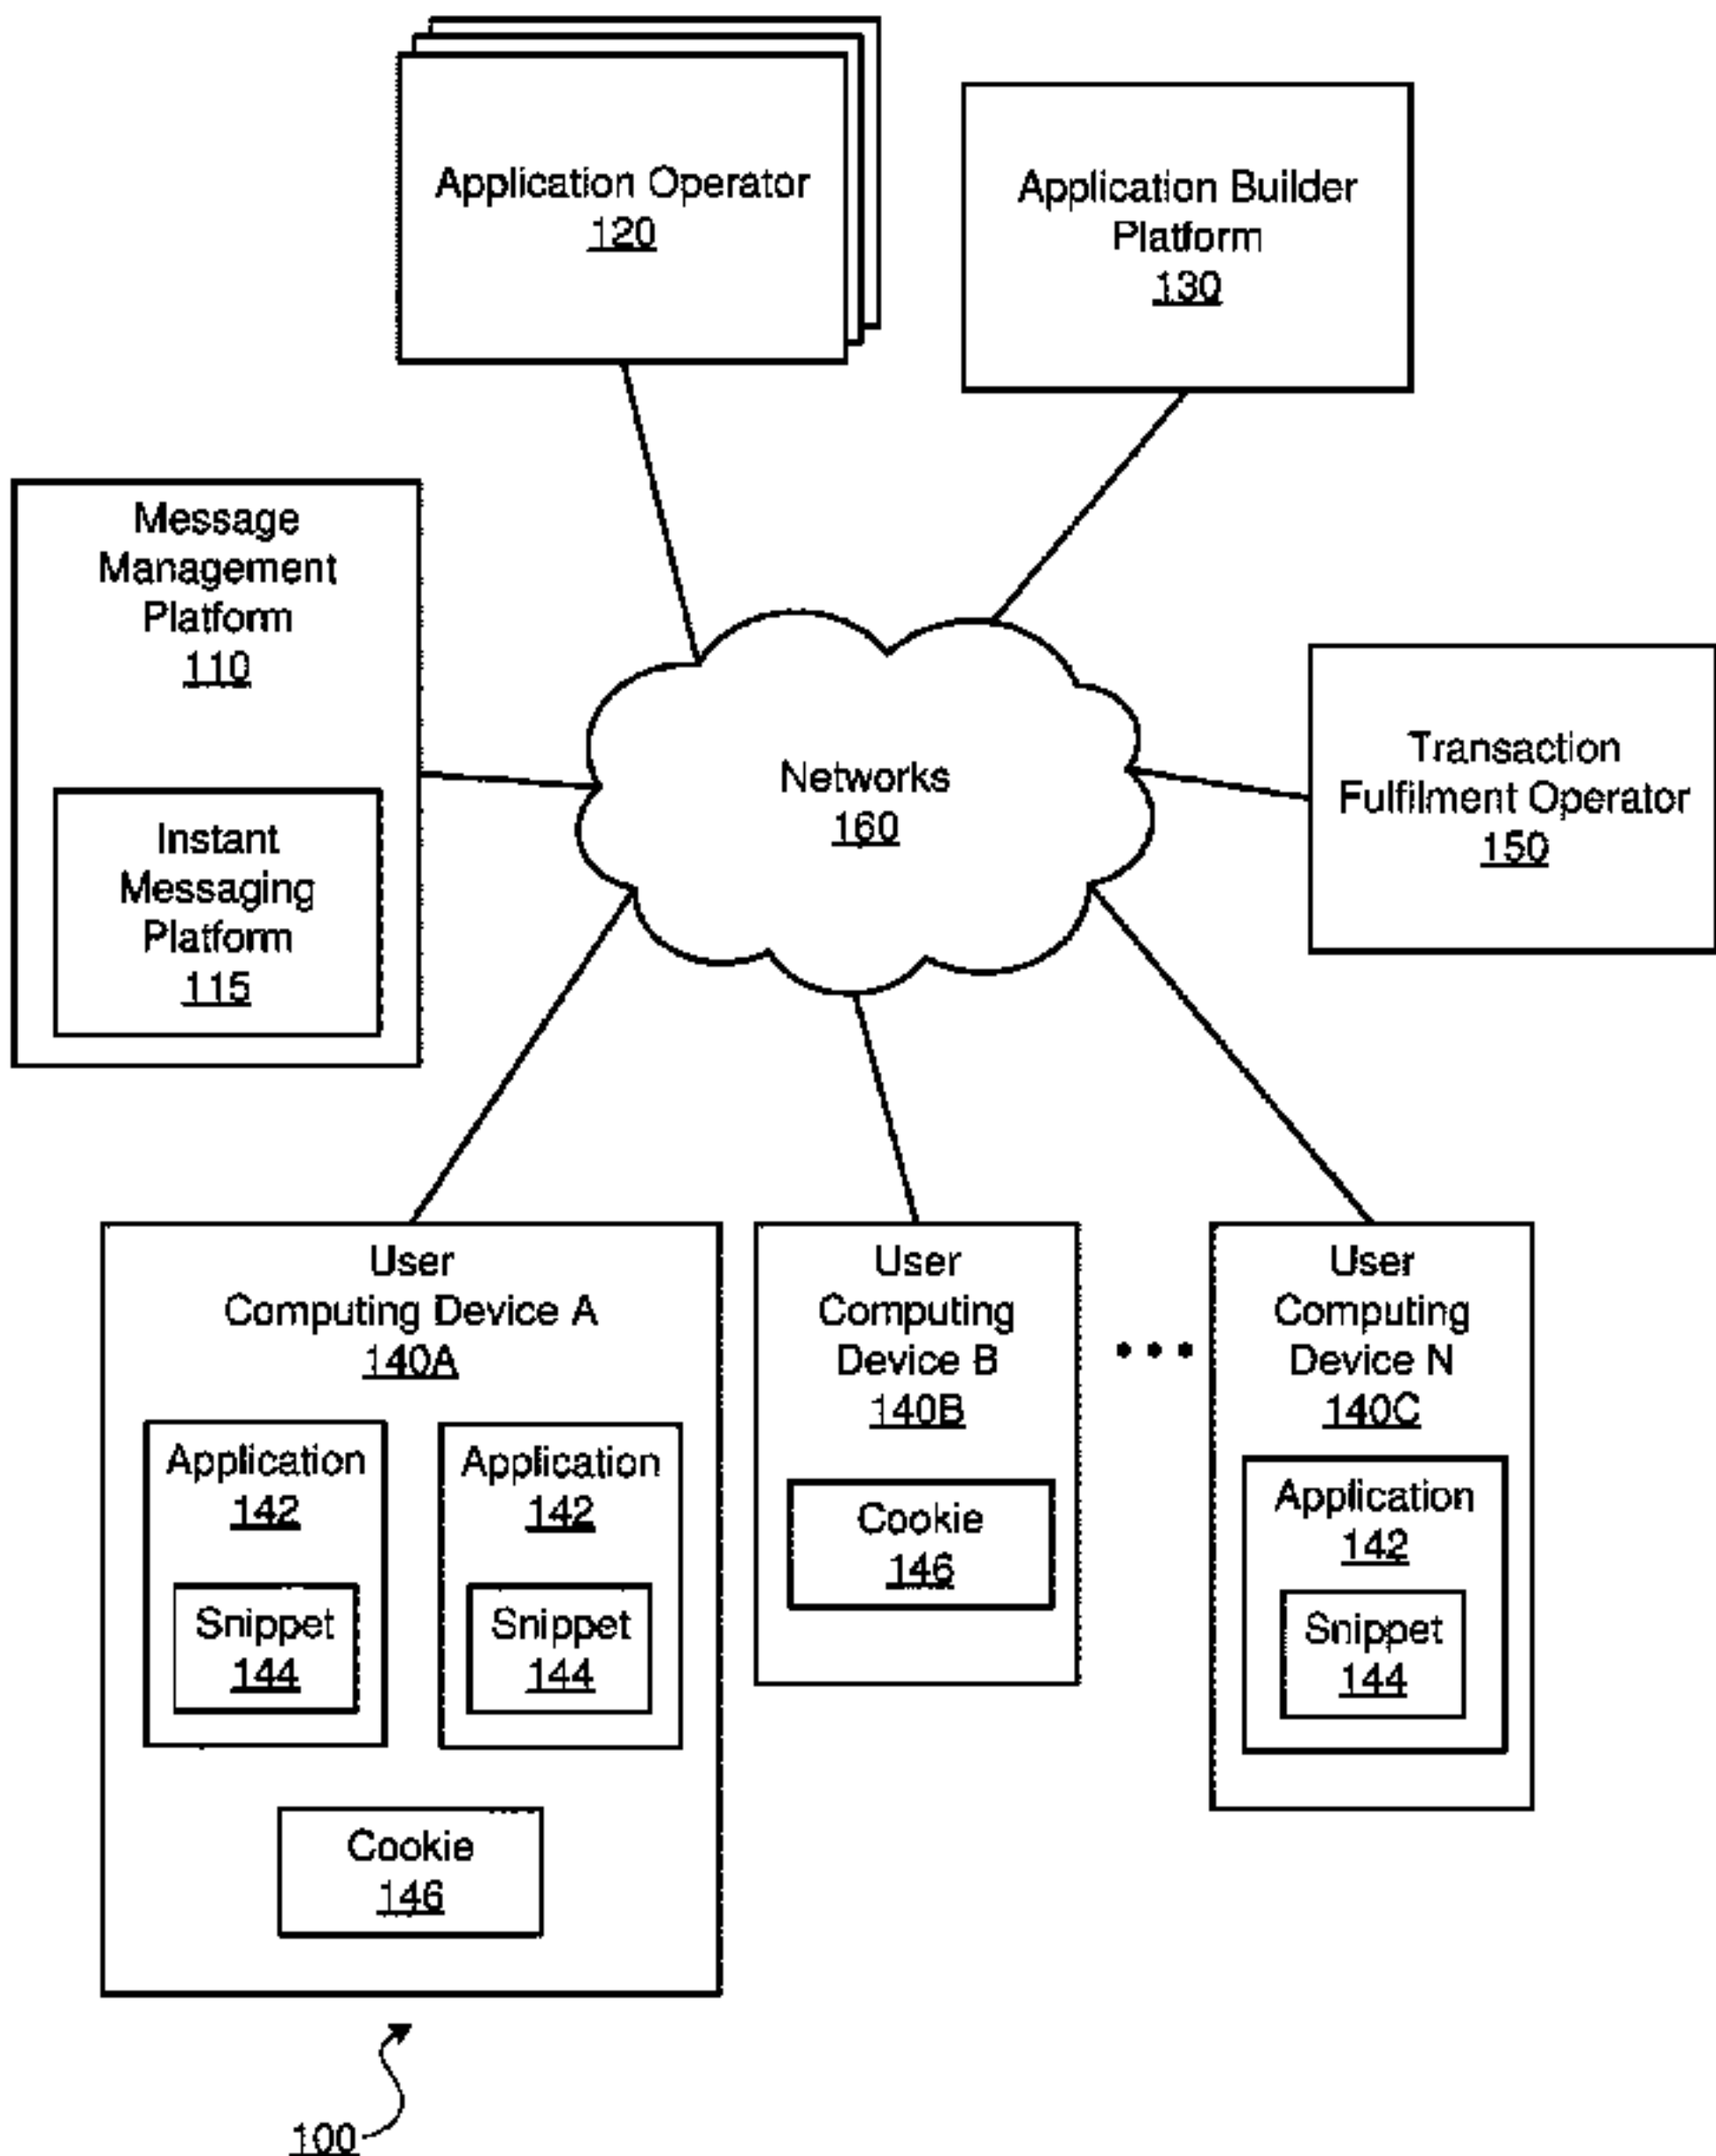 Application Operator
120
Application Builder
Platform
130
Message
Management
Platform
110
Instant
Messaging
Platform
115
Networks
160
Transaction
Fulfilment Operator
150
User
Computing Device A
140A
Application
142
Snippet
144
Application
142
Snippet
144
Cookie
146
User
Computing
Device B
140B
Cookie
146
User
Computing
Device N
140C
Application
142
Snippet
144
100